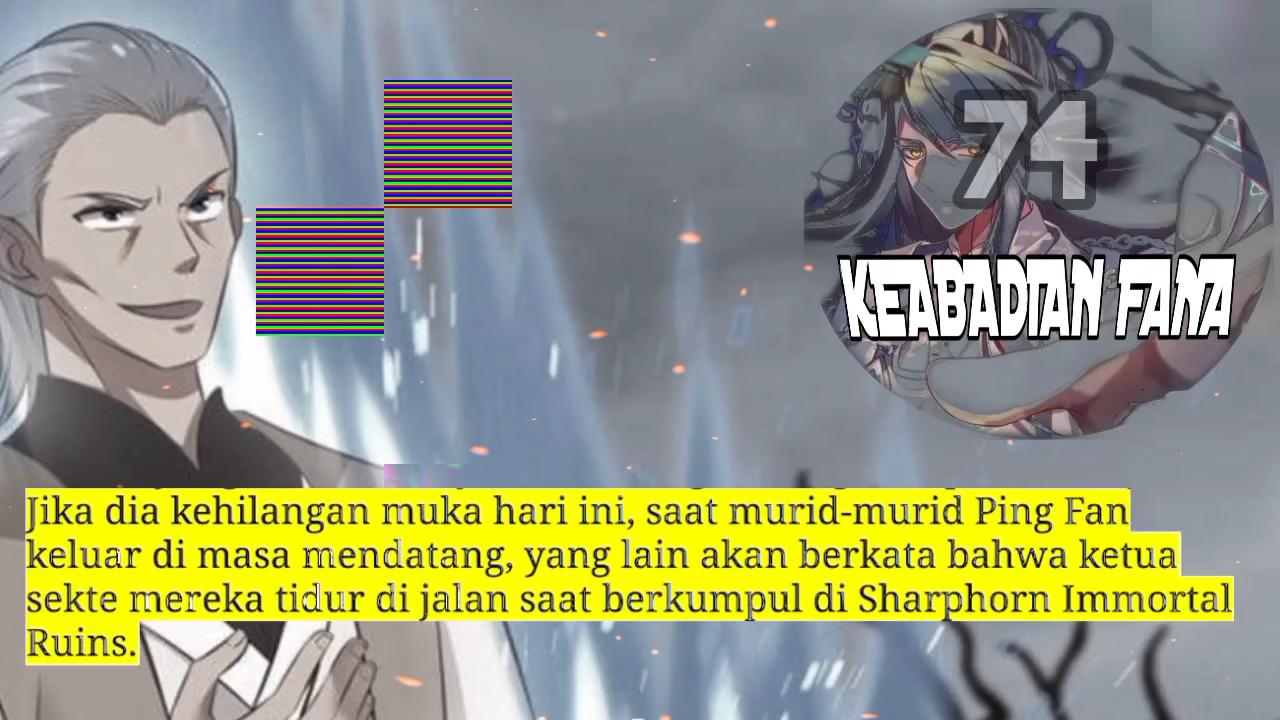 74
KEABADIAN FANA
Jika dia kehilangan muka hari ini, saat murid-murid Ping Fan
keluar di masa mendatang, yang lain akan berkata bahwa ketua
sekte mereka tidur di jalan saat berkumpul di Sharphorn Immortal
Ruins.